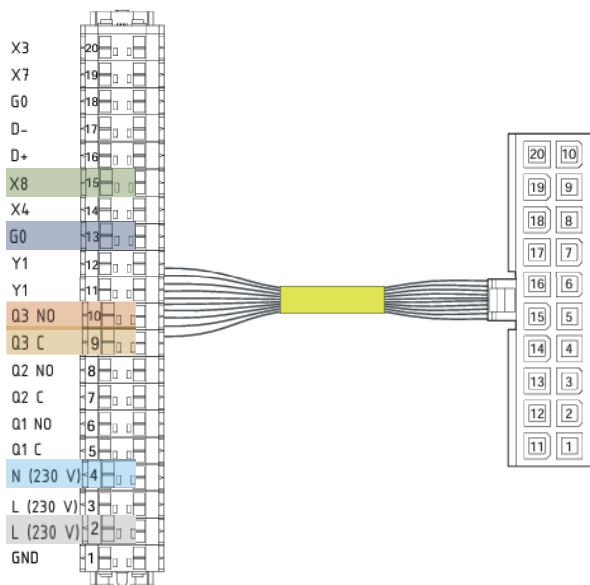 X3 20
X7 19
G0 18
D- 17
D+ 16
X8 15
X4 14
G0 13
Y1 12
Y1 11
Q3 NO 10
Q3 C 9
Q2 NO 8
Q2 C 7
Q1 NO 6
Q1 C 5
N (230 V) 4
L (230 V) 3
L (230 V) 2
GND 1
20 10
19 9
18 8
17 7
16 6
15 5
14 4
13 3
12 2
11 1